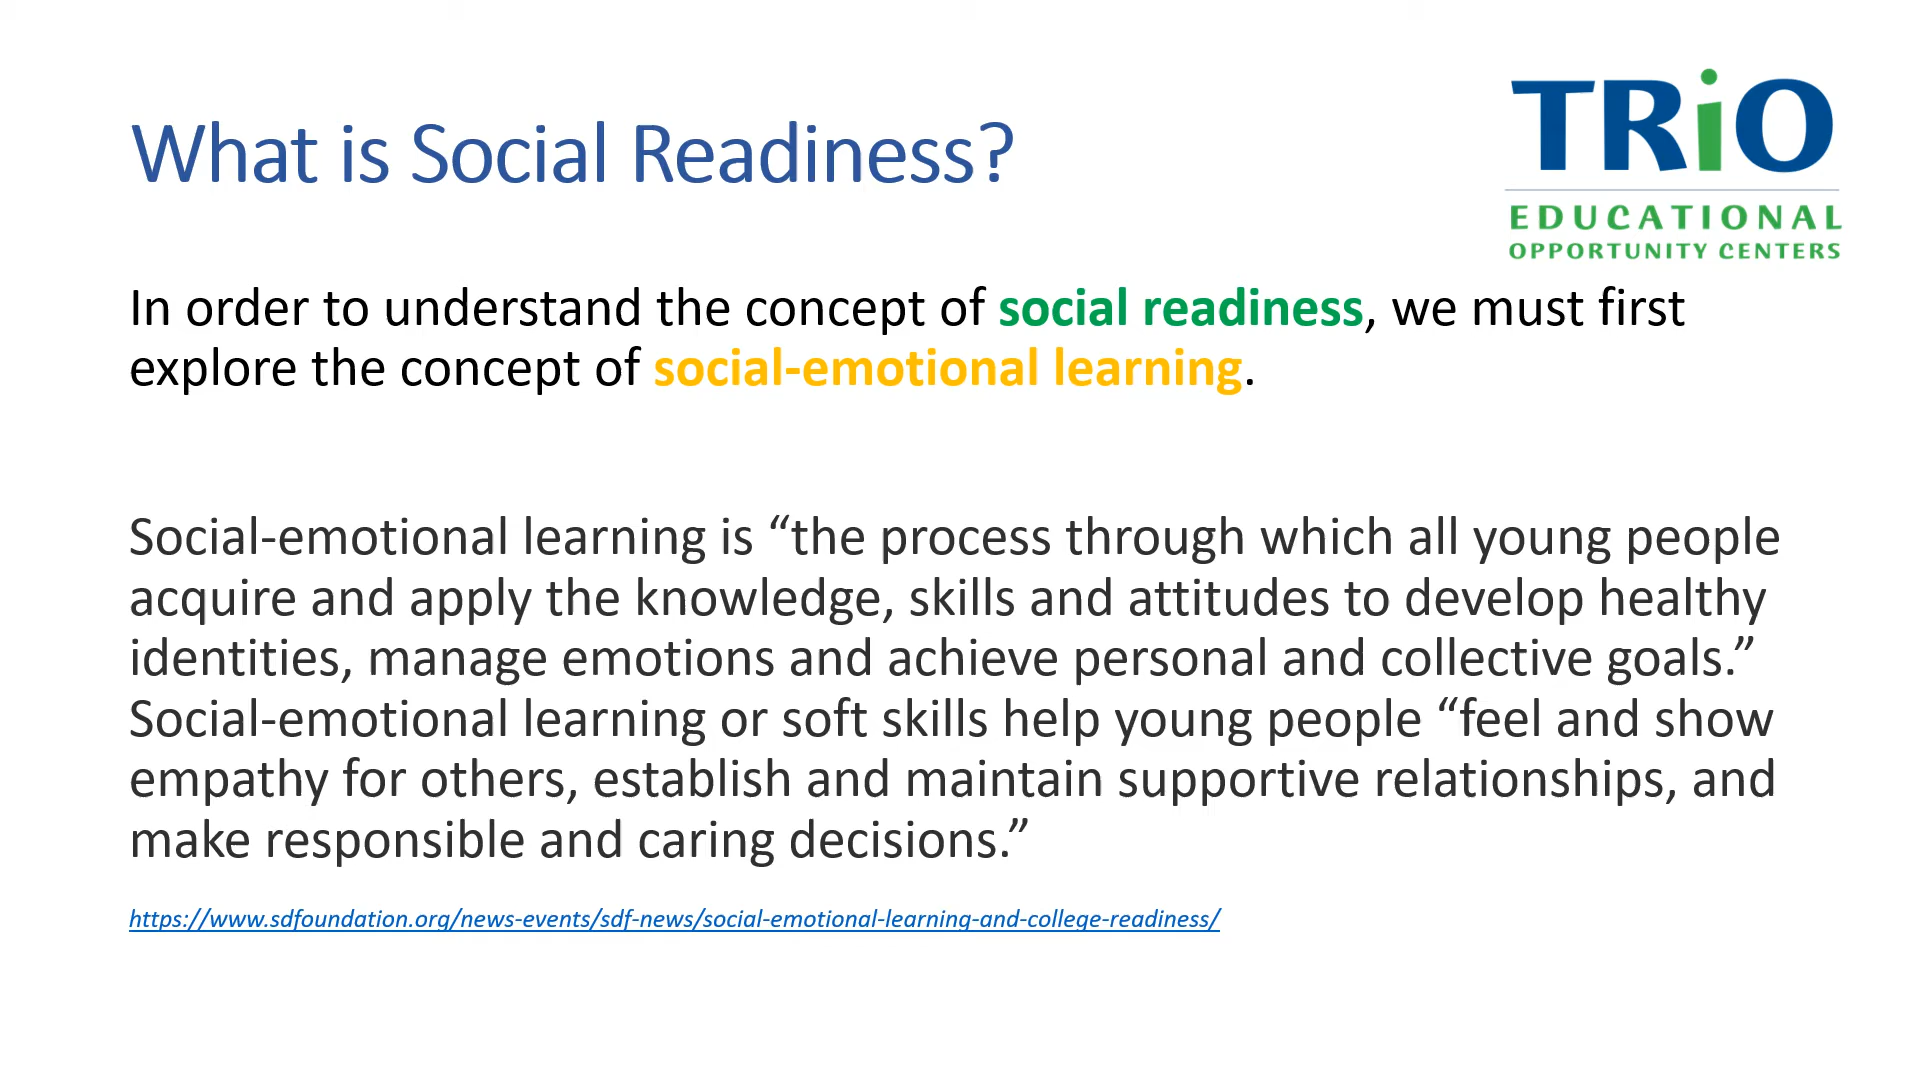 What is Social Readiness?
TRiO
EDUCATIONAL
OPPORTUNITY CENTERS
In order to understand the concept of social readiness, we must first
explore the concept of social-emotional learning.
Social-emotional learning is “the process through which all young people
acquire and apply the knowledge, skills and attitudes to develop healthy
identities, manage emotions and achieve personal and collective goals.”
Social-emotional learning or soft skills help young people “feel and show
empathy for others, establish and maintain supportive relationships, and
make responsible and caring decisions.”
https://www.sdfoundation.org/news-events/sdf-news/social-emotional-learning-and-college-readiness/